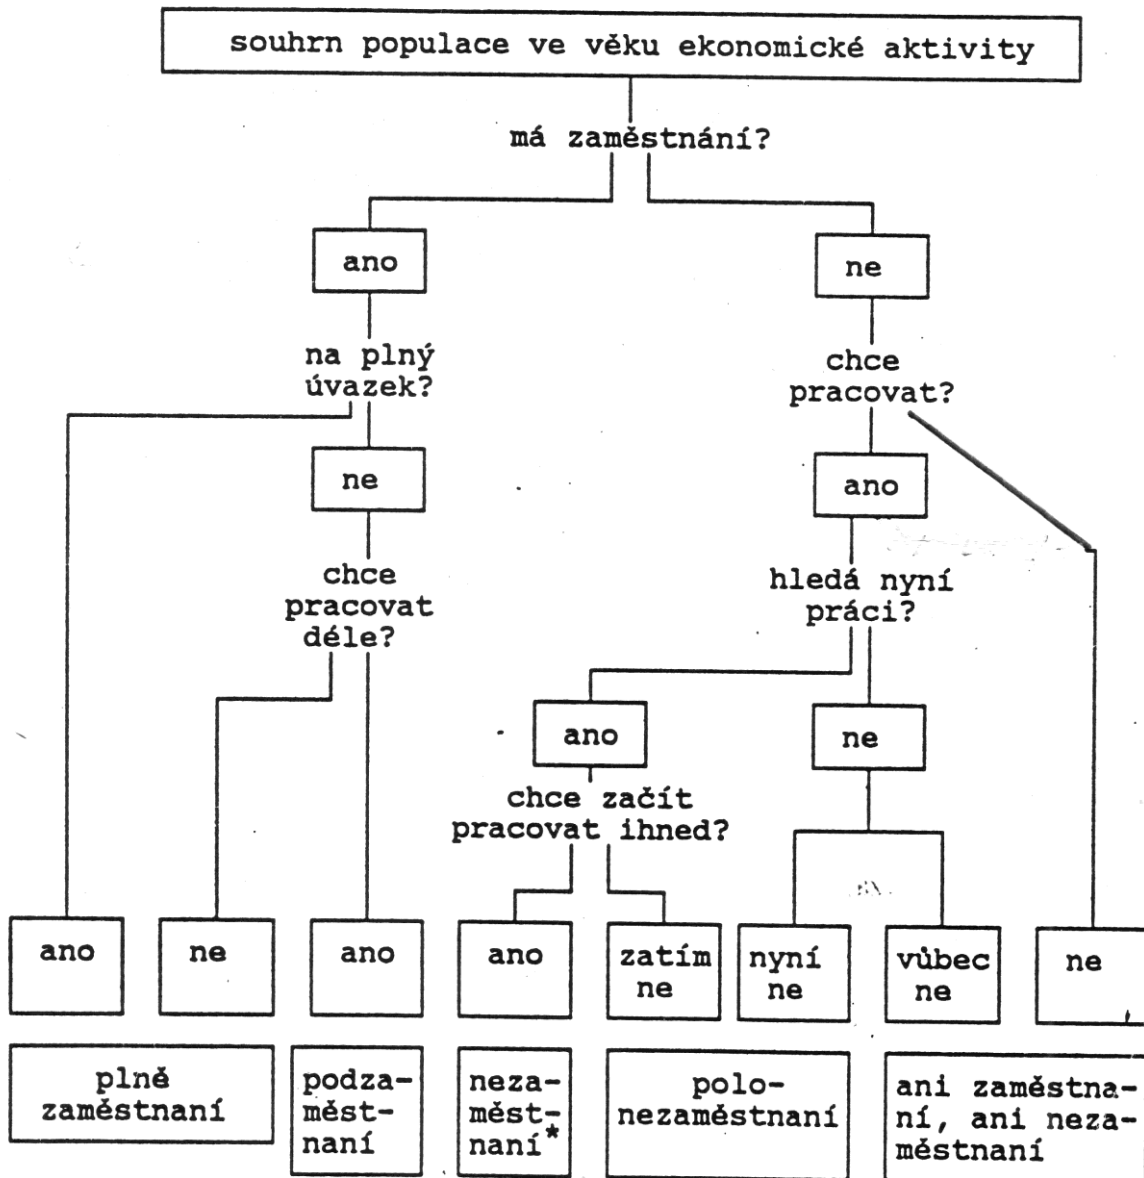 souhrn populace ve věku ekonomické aktivity
má zaměstnání?
ano
ne
na plný
úvazek?
chce
pracovat?
ne
ano
chce
pracovat
déle?
hledá nyní
práci?
ano
ne
chce začít
pracovat ihned?
ano
ne
ano
ano
zatím
ne
nyní
ne
vůbec
ne
ne
plně
zaměstnaní
podza-
měst-
naní
neza-
měst-
naní*
polo-
nezaměstnaní
ani zaměstna-
ní, ani neza-
městnaní